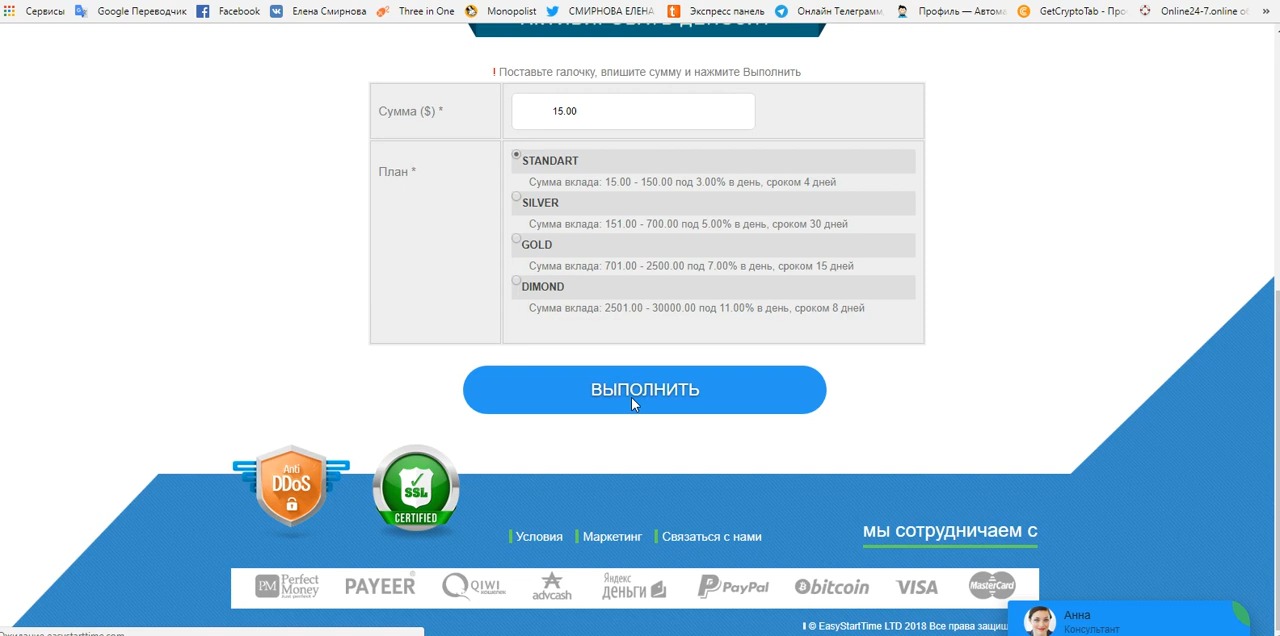 Сервисы Google Переводчик Facebook Елена Смирнова Three in One Monopolist СМИРНОВА ЕЛЕНА Экспресс панель Онлайн Телеграмм Профиль — Автома GetCryptoTab - Про Online24-7.online о »
! Поставьте галочку, впишите сумму и нажмите Выполнить
Сумма ($) *
15.00
План *
STANDART
Сумма вклада: 15.00 - 150.00 под 3.00% в день, сроком 4 дней
SILVER
Сумма вклада: 151.00 - 700.00 под 5.00% в день, сроком 30 дней
GOLD
Сумма вклада: 701.00 - 2500.00 под 7.00% в день, сроком 15 дней
DIMOND
Сумма вклада: 2501.00 - 30000.00 под 11.00% в день, сроком 8 дней
ВЫПОЛНИТЬ
Anti
DDoS
SSL
CERTIFIED
Условия Маркетинг Связаться с нами
мы сотрудничаем с
PM Perfect Money
PAYEER
QIWI КОШЕЛЕК
advcash
Яндекс деньги
PayPal
bitcoin
VISA
MasterCard
© EasyStartTime LTD 2018 Все права защищ
Анна
Консультант